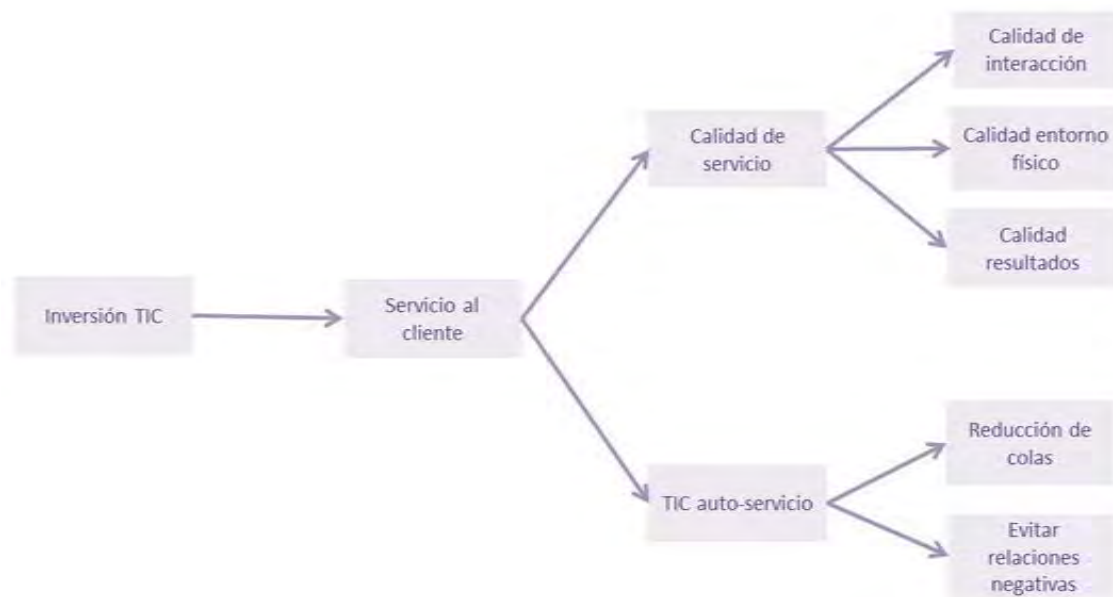 Inversión TIC
Servicio al
cliente
Calidad de
servicio
Calidad de
interacción
Calidad entorno
físico
Calidad
resultados
TIC auto-servicio
Reducción de
colas
Evitar
relaciones
negativas